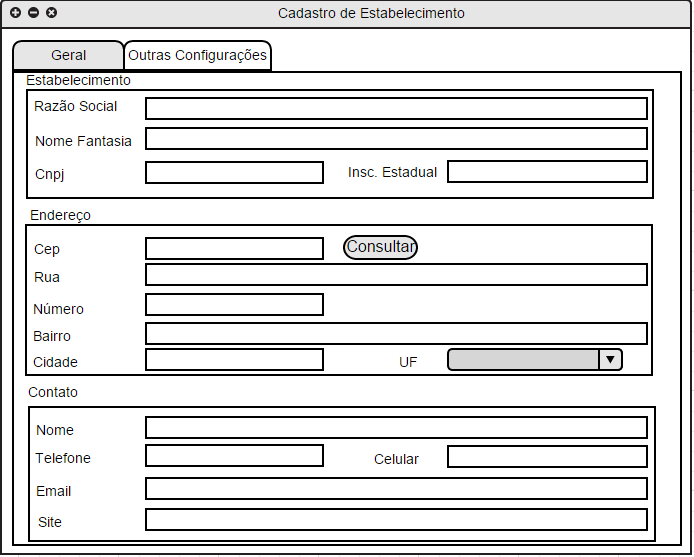 Cadastro de Estabelecimento
Geral
Outras Configurações
Estabelecimento
Razão Social
Nome Fantasia
Cnpj
Insc. Estadual
Endereço
Cep
Consultar
Rua
Número
Bairro
Cidade
UF
Contato
Nome
Telefone
Celular
Email
Site